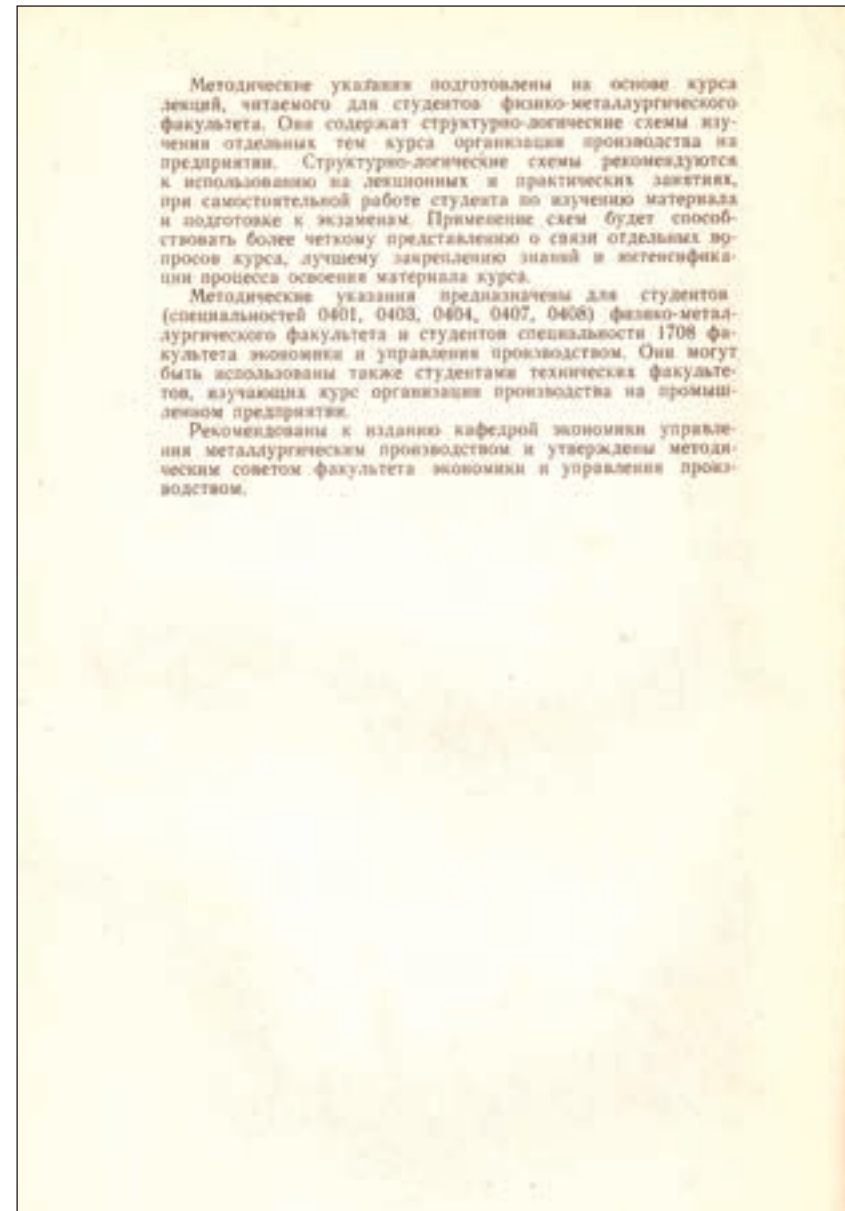 Методические указания подготовлены на основе курса
лекций, читаемого для студентов физико-металлургического
факультета. Они содержат структурно-логические схемы изу-
чения отдельных тем курса организации производства на
предприятии. Структурно-логические схемы рекомендуются
к использованию на лекционных и практических занятиях,
при самостоятельной работе студента по изучению материала
и подготовке к экзаменам. Применение схем будет способ-
ствовать более четкому представлению о связи отдельных во-
просов курса, лучшему закреплению знаний и интенсифика-
ции процесса освоения материала курса.
Методические указания предназначены для студентов
(специальностей 0401, 0403, 0404, 0407, 0408) физико-метал-
лургического факультета и студентов специальности 1708 фа-
культета экономики и управления производством. Они могут
быть использованы также студентами технических факульте-
тов, изучающих курс организации производства на промыш-
ленном предприятии.
Рекомендованы к изданию кафедрой экономики управле-
ния металлургическим производством и утверждены методи-
ческим советом факультета экономики и управления произ-
водством.